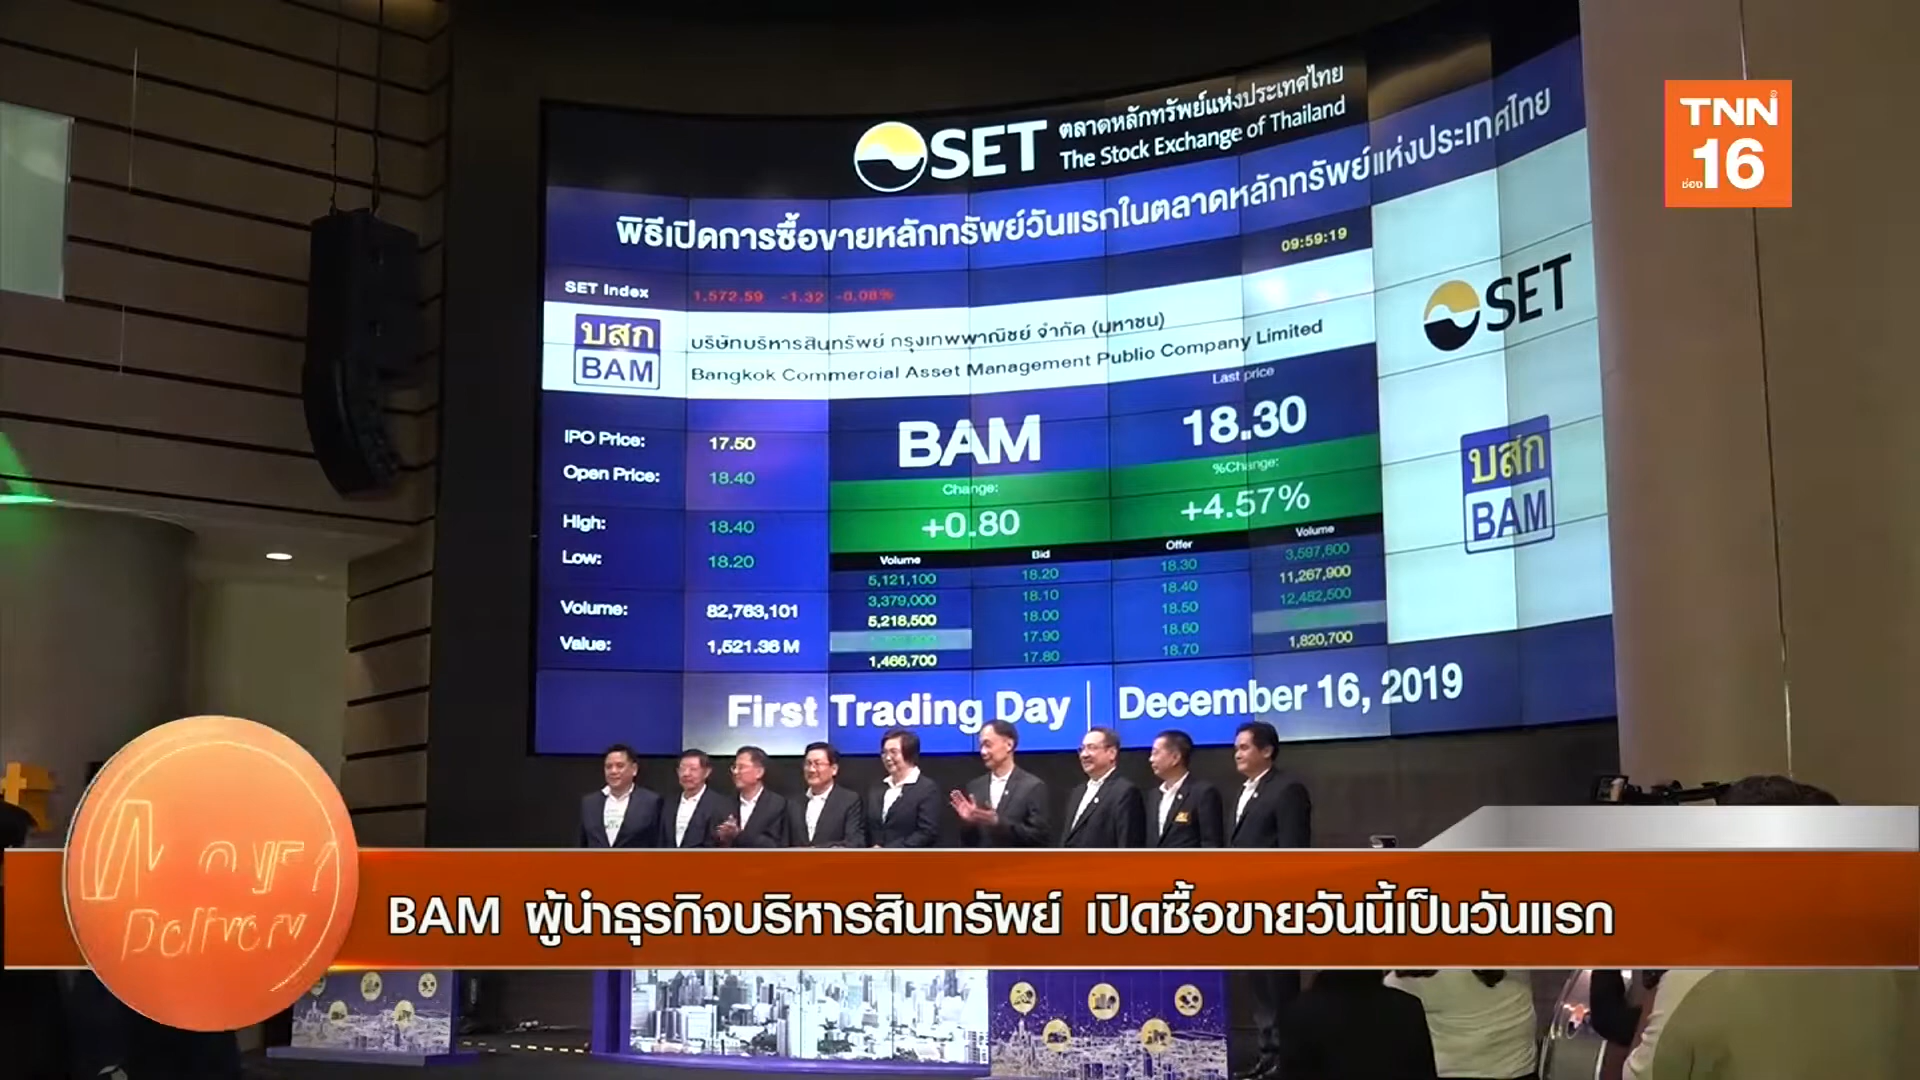 TNN
ช่อง 16
SET ตลาดหลักทรัพย์แห่งประเทศไทย
The Stock Exchange of Thailand
พิธีเปิดการซื้อขายหลักทรัพย์วันแรกในตลาดหลักทรัพย์แห่งประเทศไทย
09:59:19
SET Index 1,572.59 -1.32 -0.08%
SET
บสก
BAM
บริษัทบริหารสินทรัพย์ กรุงเทพพาณิชย์ จำกัด (มหาชน)
Bangkok Commercial Asset Management Public Company Limited
BAM
Last price
18.30
Change:
+0.80
%Change:
+4.57%
IPO Price: 17.50
Open Price: 18.40
High: 18.40
Low: 18.20
Volume: 82,763,101
Value: 1,521.36 M
Volume Bid Offer Volume
5,121,100 18.20 18.30 3,597,600
3,379,000 18.10 18.40 11,267,900
5,218,500 18.00 18.50 12,482,500
17.90 18.60
1,466,700 17.80 18.70 1,820,700
บสก
BAM
First Trading Day | December 16, 2019
Delivery
BAM ผู้นำธุรกิจบริหารสินทรัพย์ เปิดซื้อขายวันนี้เป็นวันแรก